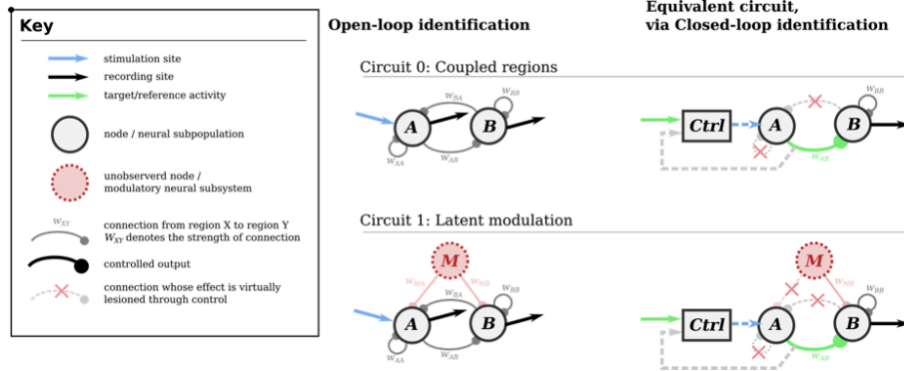 Key
stimulation site
recording site
target/reference activity
node / neural subpopulation
unobserverd node /
modulatory neural subsystem
W_XY
connection from region X to region Y
W_XY denotes the strength of connection
controlled output
connection whose effect is virtually
lesioned through control
Open-loop identification
Equivalent circuit,
via Closed-loop identification
Circuit 0: Coupled regions
W_BA
W_BB
A
B
W_AA
W_AB
W_BB
Ctrl
A
B
W_AB
Circuit 1: Latent modulation
M
W_MA
W_MB
W_BA
W_BB
A
B
W_AA
W_AB
M
W_MB
W_BB
Ctrl
A
B
W_AB